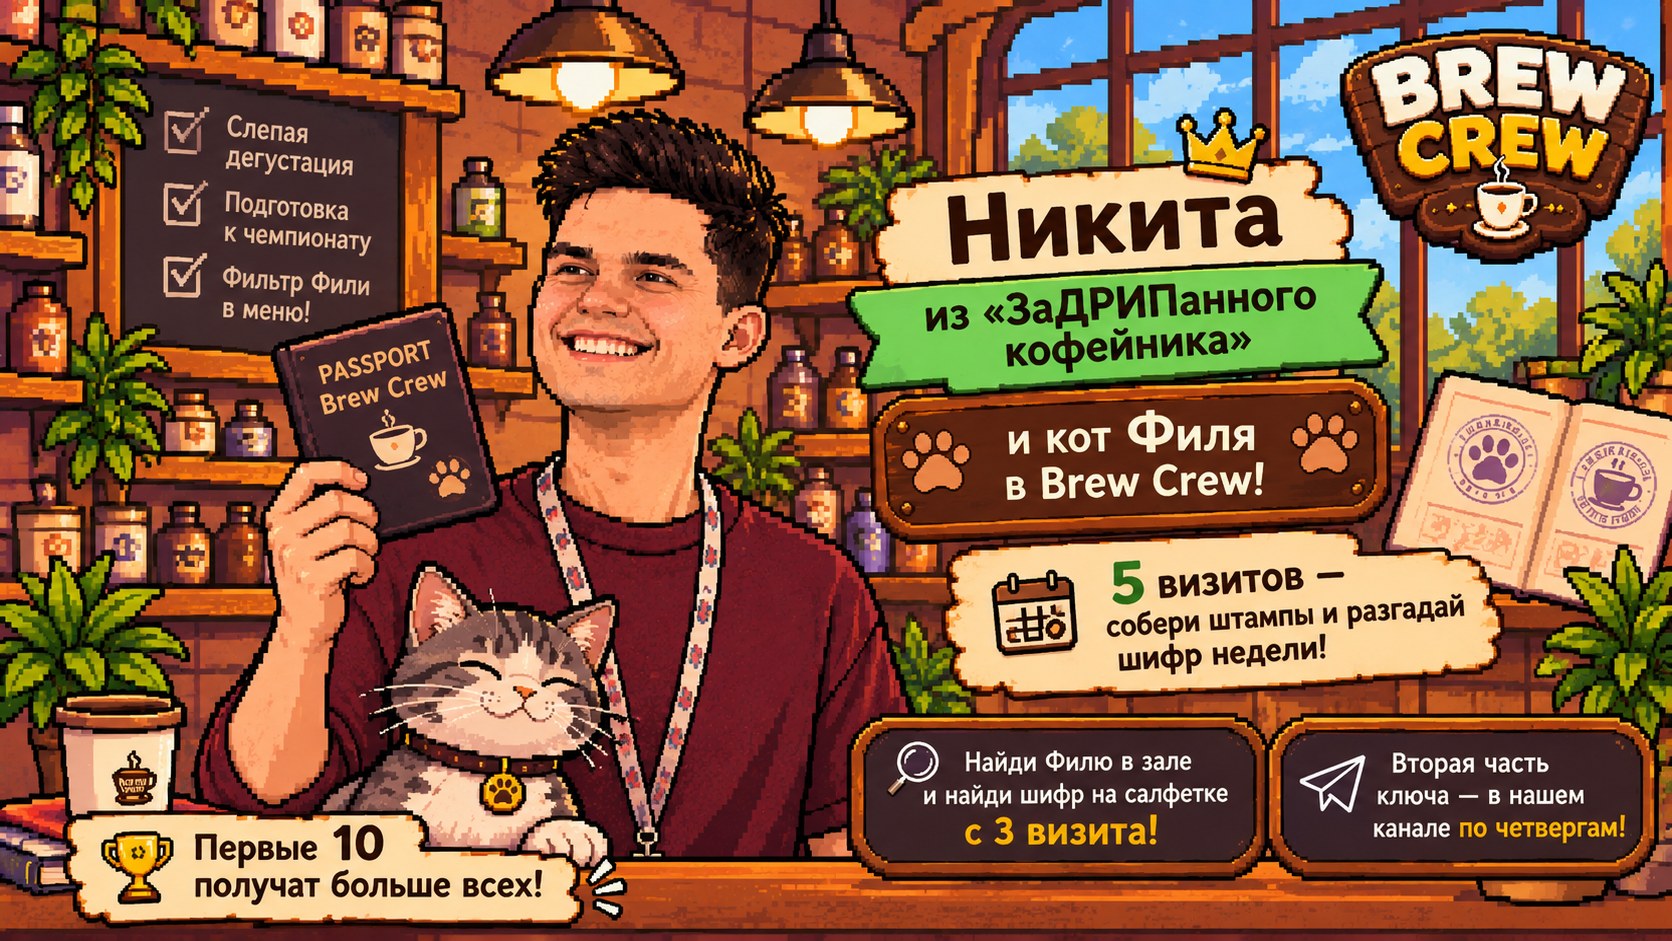 Слепая
дегустация
Подготовка
к чемпионату
Фильтр Фили
в меню!
PASSPORT
Brew Crew
BREW
CREW
Никита
из «ЗаДРИПанного
кофейника»
и кот Филя
в Brew Crew!
5 визитов –
собери штампы и разгадай
шифр недели!
Найди Филю в зале
и найди шифр на салфетке
с 3 визита!
Вторая часть
ключа – в нашем
канале по четвергам!
Первые 10
получат больше всех!